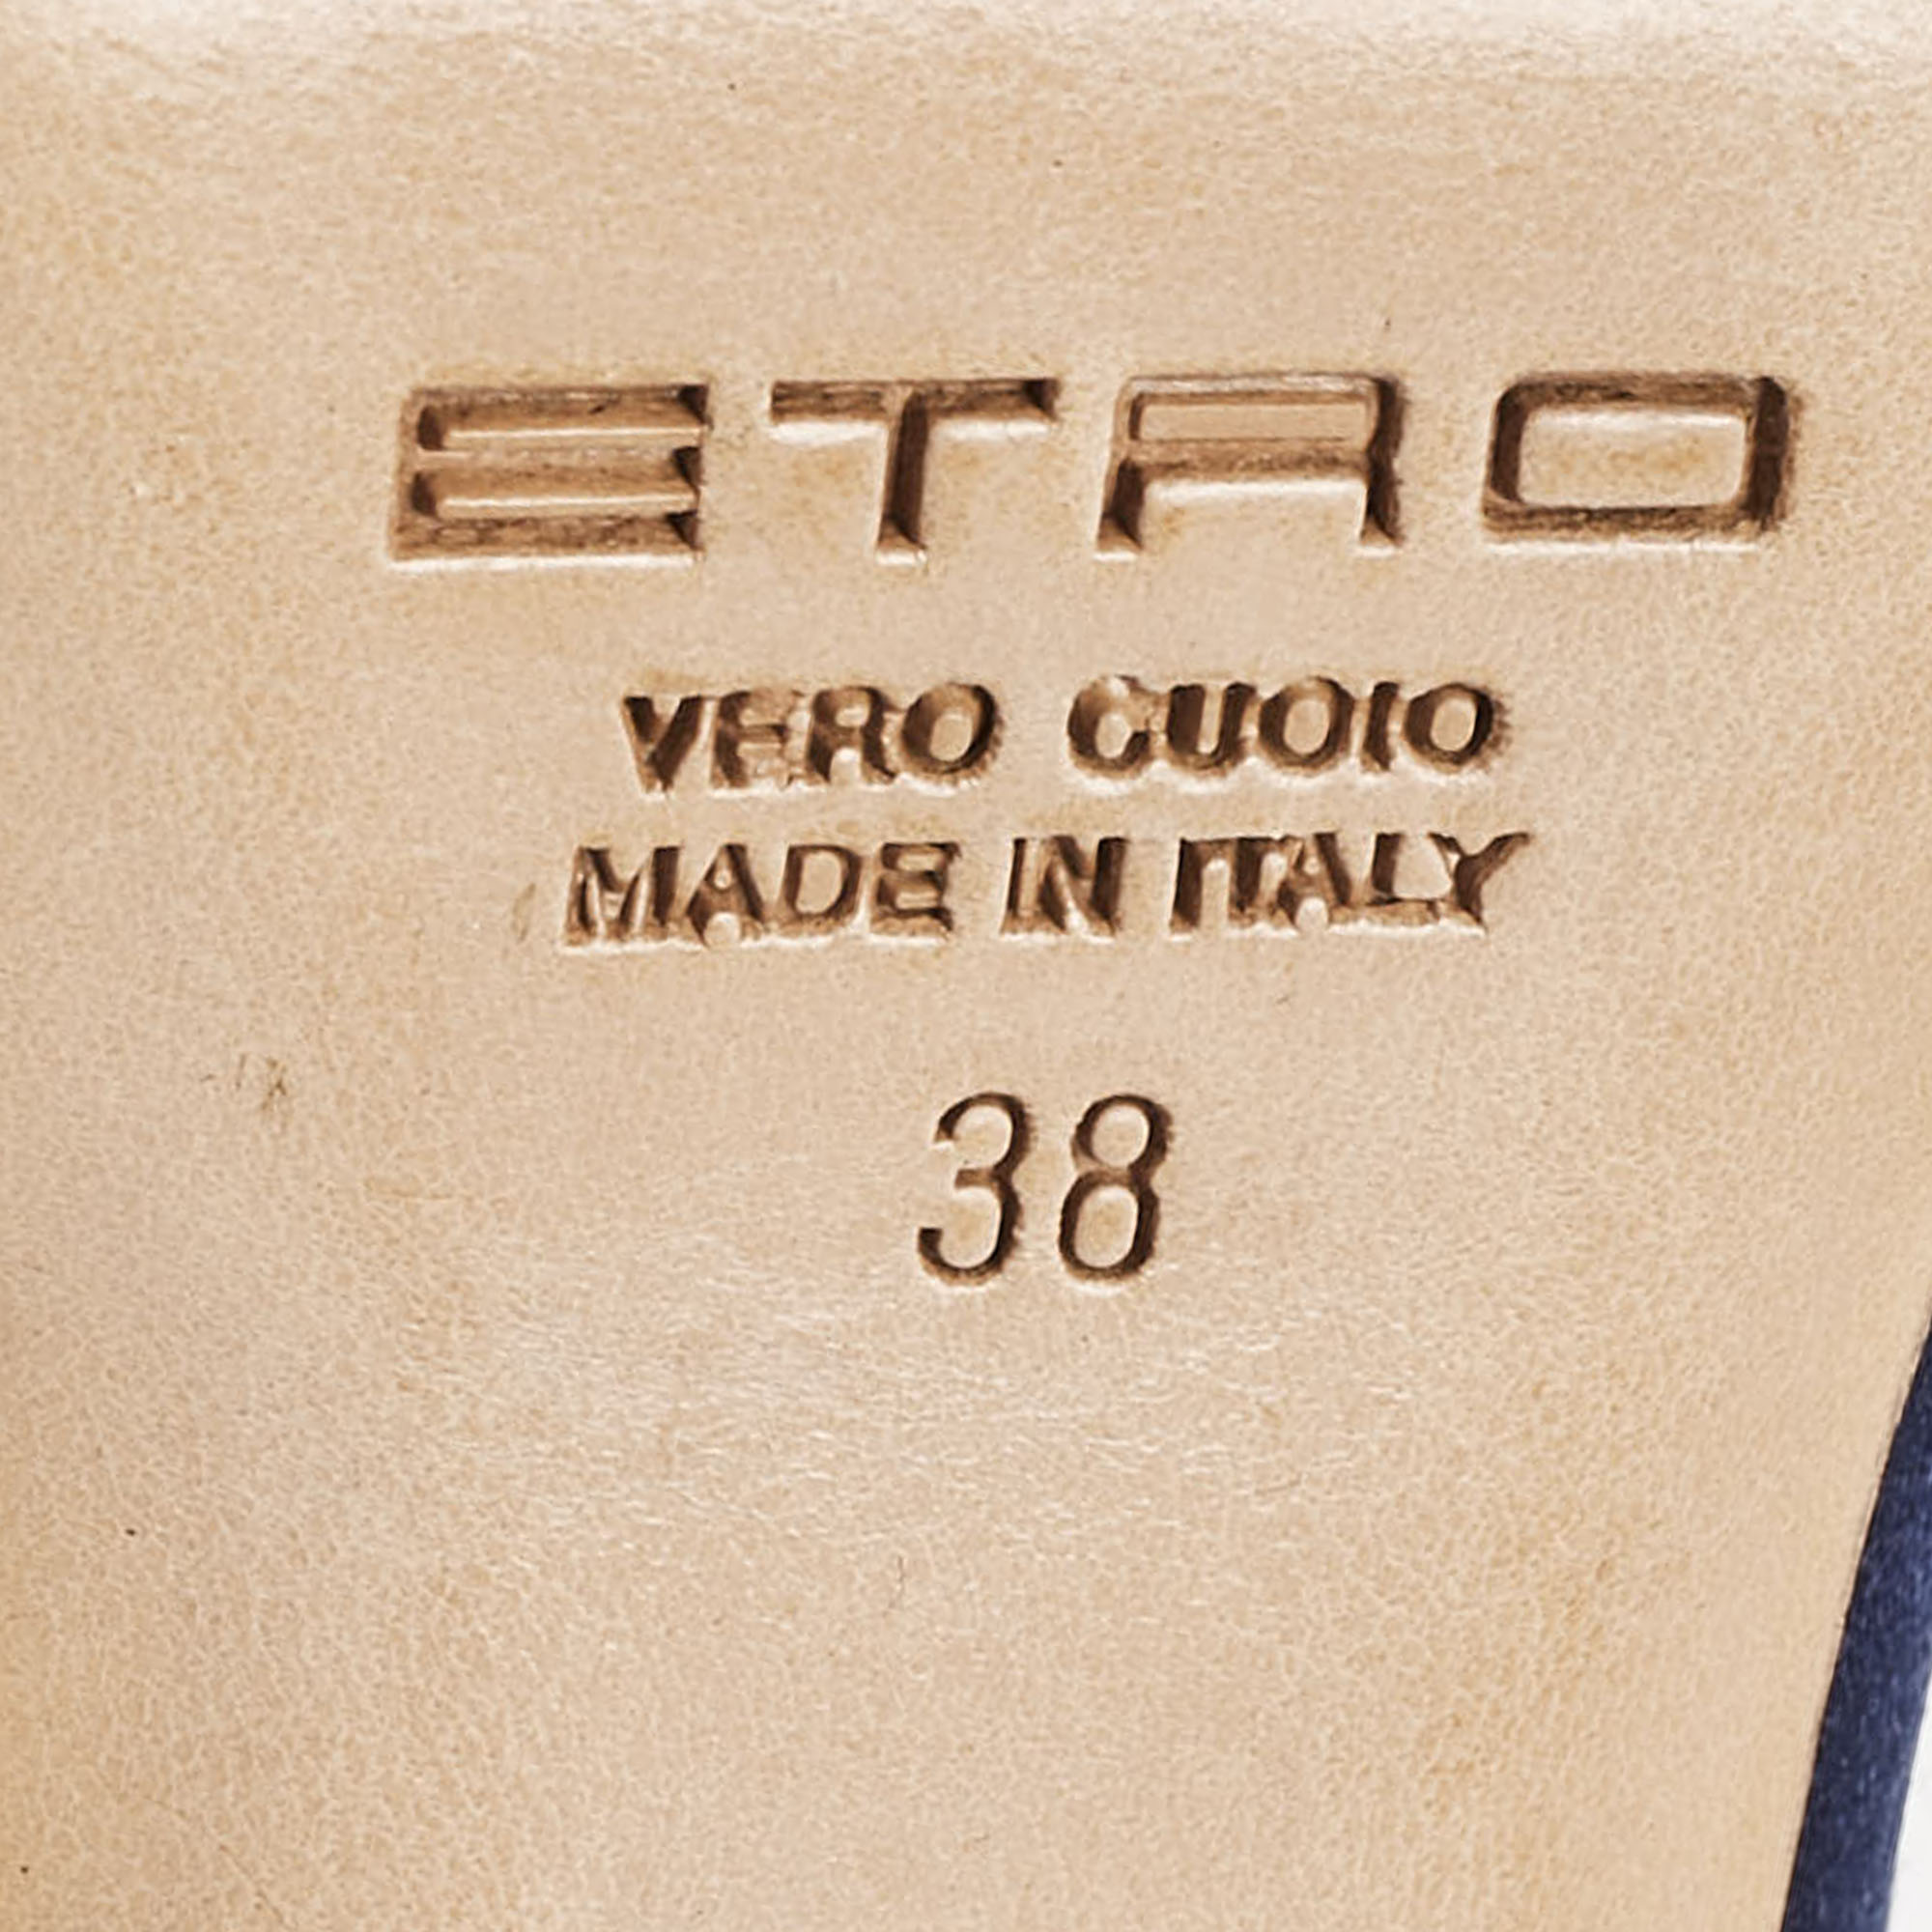 ETRO
VERO CUOIO
MADE IN ITALY
38